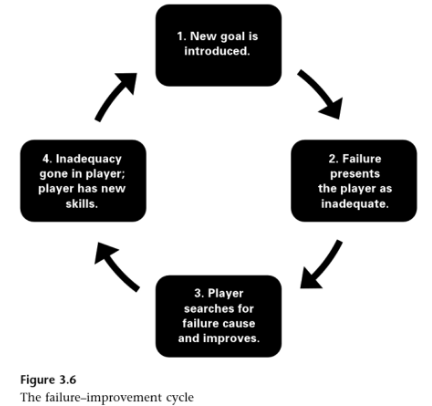 1. New goal is
introduced.
2. Failure
presents
the player as
inadequate.
3. Player
searches for
failure cause
and improves.
4. Inadequacy
gone in player;
player has new
skills.
Figure 3.6
The failure–improvement cycle